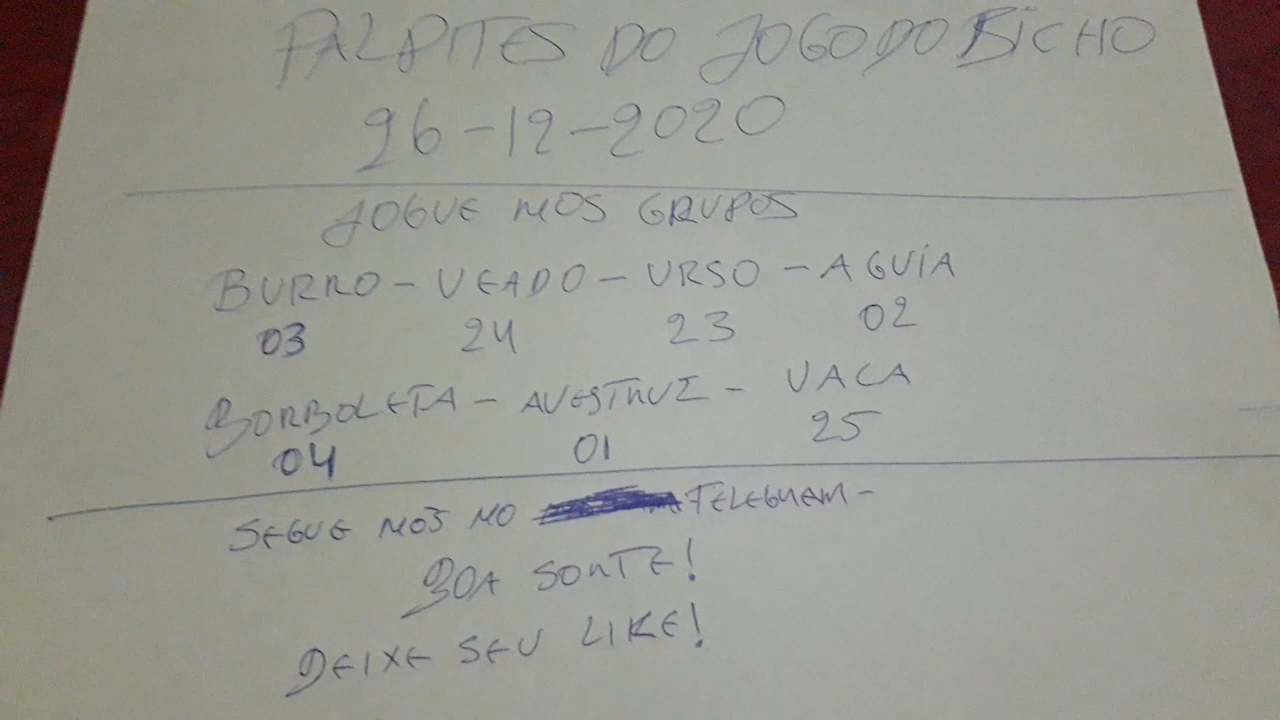 PALPITES DO JOGO DO BICHO
26-12-2020
JOGUE NOS GRUPOS
BURRO - VEADO - URSO - AGUIA
03 24 23 02
BORBOLETA - AVESTRUZ - VACA
04 01 25
SEGUE NOS NO TELEGRAM -
BOA SORTE!
DEIXE SEU LIKE!